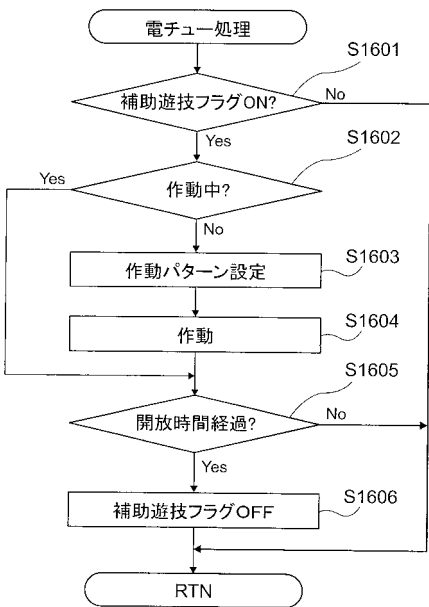 電チュー処理
S1601
補助遊技フラグON?
No
Yes
S1602
Yes
作動中?
No
S1603
作動パターン設定
S1604
作動
S1605
開放時間経過?
No
Yes
S1606
補助遊技フラグOFF
RTN